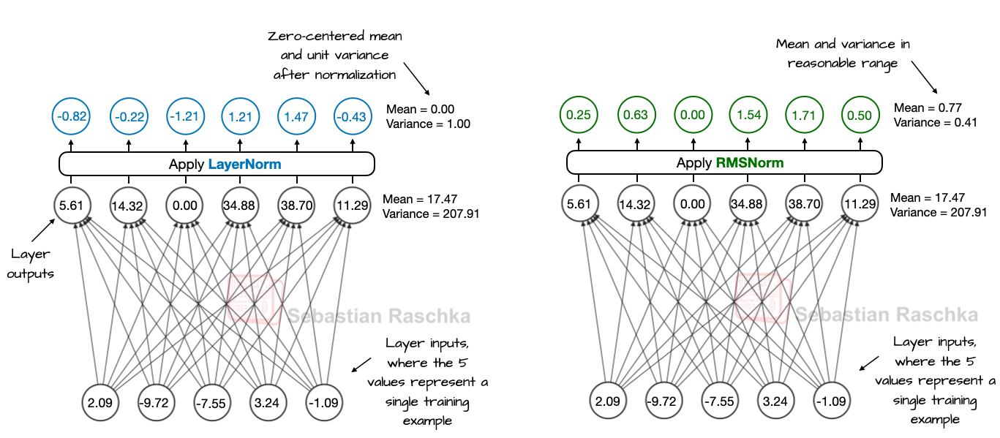 Zero-centered mean
and unit variance
after normalization
-0.82 -0.22 -1.21 1.21 1.47 -0.43
Mean = 0.00
Variance = 1.00
Apply LayerNorm
5.61 14.32 0.00 34.88 38.70 11.29
Mean = 17.47
Variance = 207.91
Layer
outputs
Sebastian Raschka
Layer inputs,
where the 5
values represent a
single training
example
2.09 -9.72 -7.55 3.24 -1.09
Mean and variance in
reasonable range
0.25 0.63 0.00 1.54 1.71 0.50
Mean = 0.77
Variance = 0.41
Apply RMSNorm
5.61 14.32 0.00 34.88 38.70 11.29
Mean = 17.47
Variance = 207.91
Sebastian Raschka
Layer inputs,
where the 5
values represent a
single training
example
2.09 -9.72 -7.55 3.24 -1.09